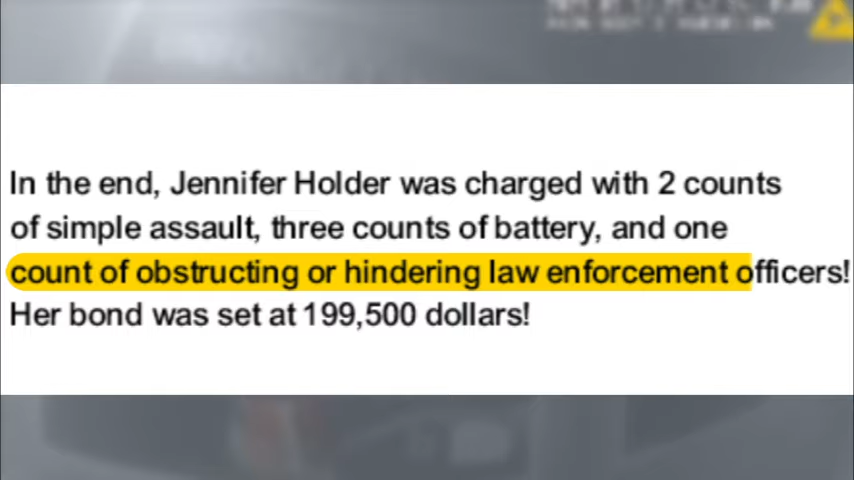 In the end, Jennifer Holder was charged with 2 counts
of simple assault, three counts of battery, and one
count of obstructing or hindering law enforcement officers!
Her bond was set at 199,500 dollars!